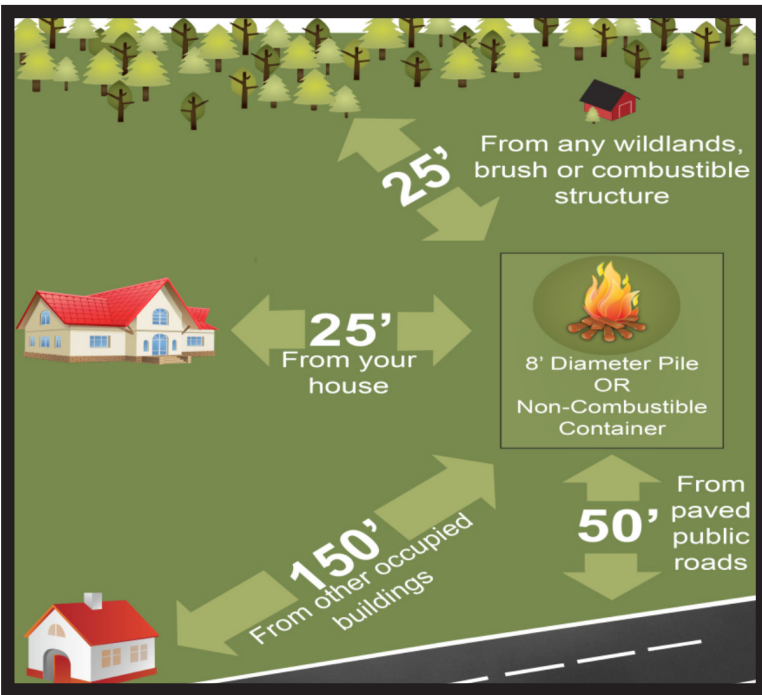 25’
From any wildlands,
brush or combustible
structure
25’
From your
house
8’ Diameter Pile
OR
Non-Combustible
Container
150’
From other occupied
buildings
50’
From
paved
public
roads